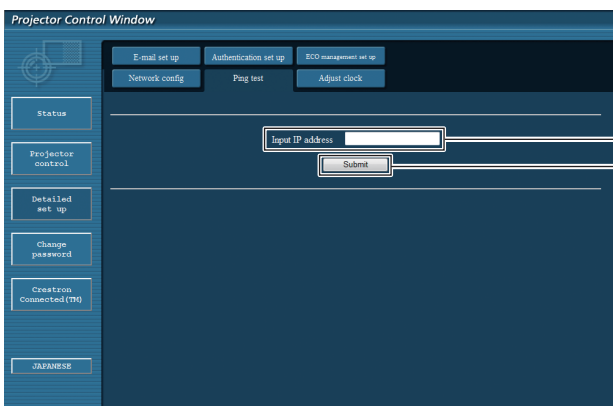 Projector Control Window
E-mail set up
Authentication set up
ECO management set up
Network config
Ping test
Adjust clock
Status
Input IP address
Submit
Projector
control
Detailed
set up
Change
password
Crestron
Connected(TM)
JAPANESE